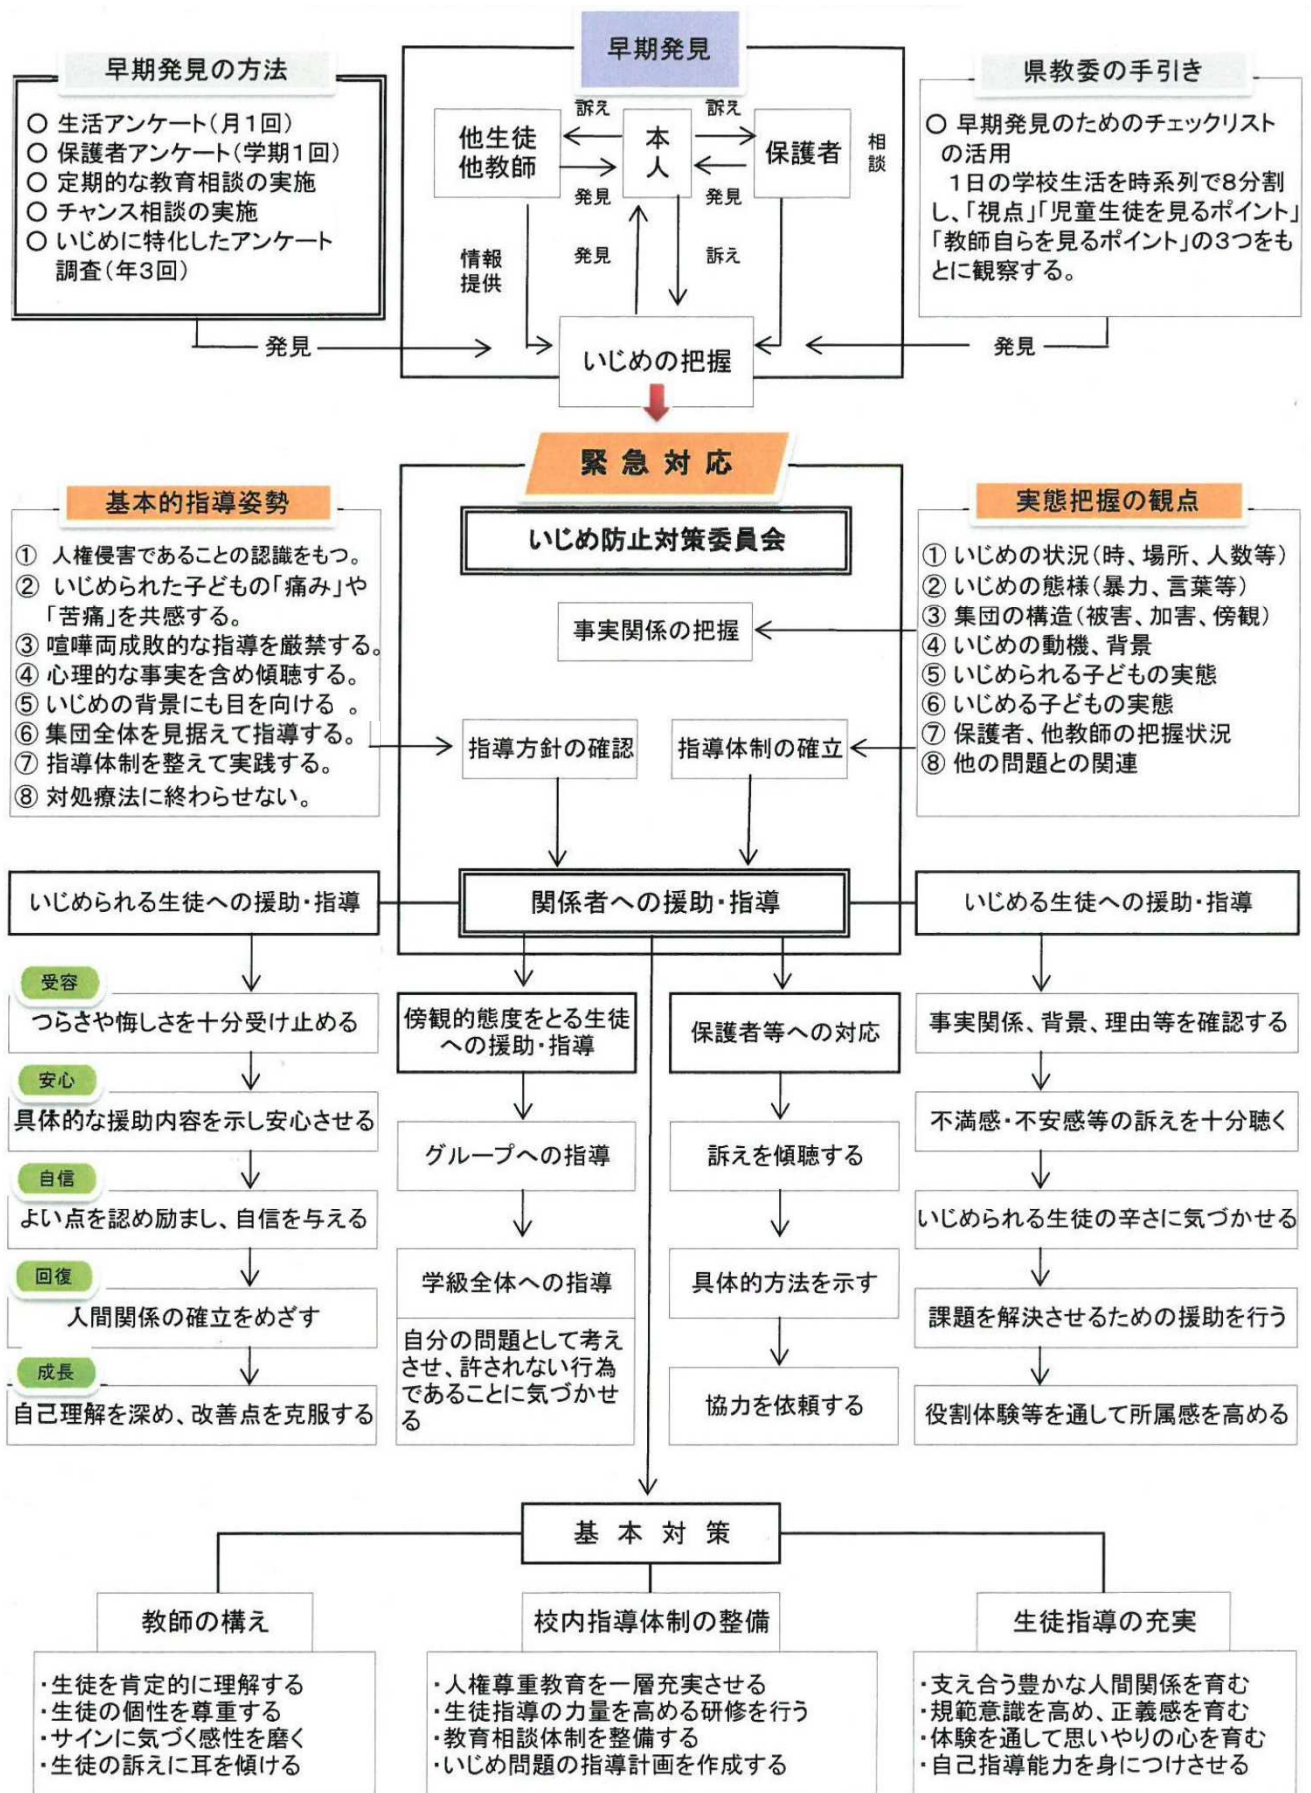 早期発見
早期発見の方法
○ 生活アンケート(月1回)
○ 保護者アンケート(学期1回)
○ 定期的な教育相談の実施
○ チャンス相談の実施
○ いじめに特化したアンケート
調査(年3回)
発見
訴え
訴え
他生徒
他教師
本
人
保護者
相
談
発見
発見
情報
提供
発見
訴え
いじめの把握
県教委の手引き
○ 早期発見のためのチェックリスト
の活用
1日の学校生活を時系列で8分割
し、「視点」「児童生徒を見るポイント」
「教師自らを見るポイント」の3つをも
とに観察する。
発見
緊急対応
いじめ防止対策委員会
事実関係の把握
指導方針の確認
指導体制の確立
基本的指導姿勢
① 人権侵害であることの認識をもつ。
② いじめられた子どもの「痛み」や
「苦痛」を共感する。
③ 喧嘩両成敗的な指導を厳禁する。
④ 心理的な事実を含め傾聴する。
⑤ いじめの背景にも目を向ける 。
⑥ 集団全体を見据えて指導する。
⑦ 指導体制を整えて実践する。
⑧ 対処療法に終わらせない。
実態把握の観点
① いじめの状況(時、場所、人数等)
② いじめの態様(暴力、言葉等)
③ 集団の構造(被害、加害、傍観)
④ いじめの動機、背景
⑤ いじめられる子どもの実態
⑥ いじめる子どもの実態
⑦ 保護者、他教師の把握状況
⑧ 他の問題との関連
いじめられる生徒への援助・指導
関係者への援助・指導
いじめる生徒への援助・指導
受容
つらさや悔しさを十分受け止める
安心
具体的な援助内容を示し安心させる
自信
よい点を認め励まし、自信を与える
回復
人間関係の確立をめざす
成長
自己理解を深め、改善点を克服する
傍観的態度をとる生徒
への援助・指導
グループへの指導
学級全体への指導
自分の問題として考え
させ、許されない行為
であることに気づかせ
る
保護者等への対応
訴えを傾聴する
具体的方法を示す
協力を依頼する
事実関係、背景、理由等を確認する
不満感・不安感等の訴えを十分聴く
いじめられる生徒の辛さに気づかせる
課題を解決させるための援助を行う
役割体験等を通して所属感を高める
基本対策
教師の構え
・生徒を肯定的に理解する
・生徒の個性を尊重する
・サインに気づく感性を磨く
・生徒の訴えに耳を傾ける
校内指導体制の整備
・人権尊重教育を一層充実させる
・生徒指導の力量を高める研修を行う
・教育相談体制を整備する
・いじめ問題の指導計画を作成する
生徒指導の充実
・支え合う豊かな人間関係を育む
・規範意識を高め、正義感を育む
・体験を通して思いやりの心を育む
・自己指導能力を身につけさせる